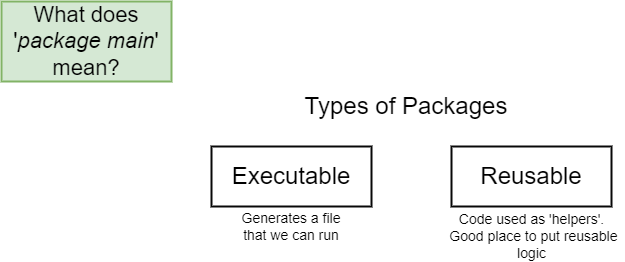 What does
'package main'
mean?
Types of Packages
Executable
Reusable
Generates a file
that we can run
Code used as 'helpers'.
Good place to put reusable
logic